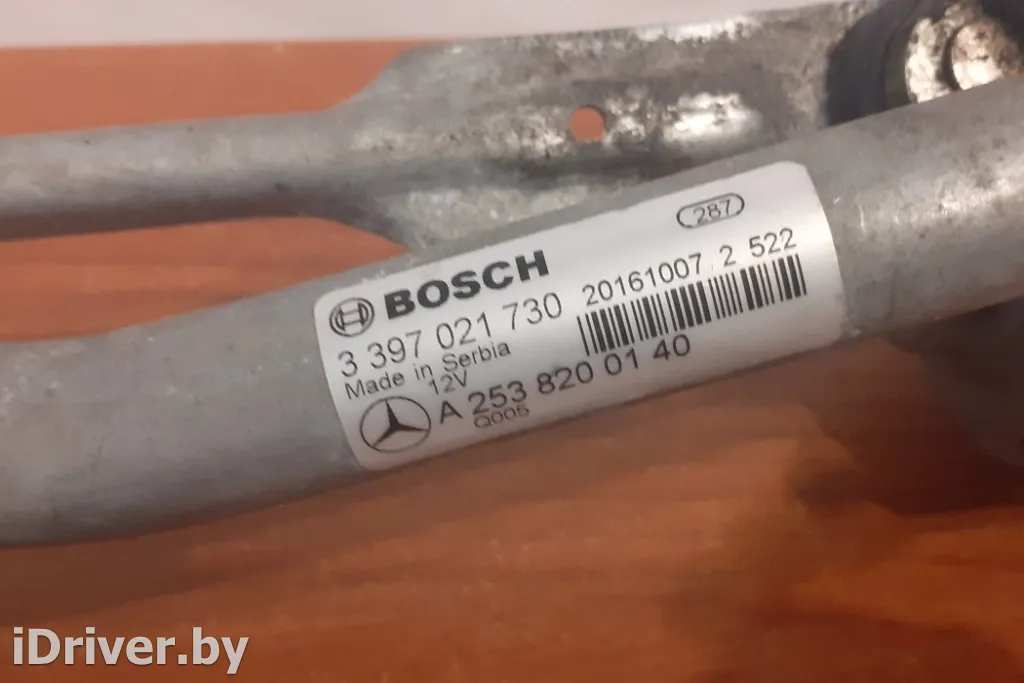 287
BOSCH
20161007 2 522
3 397 021 730
Made in Serbia
12V
A 253 820 01 40
Q005
iDriver.by